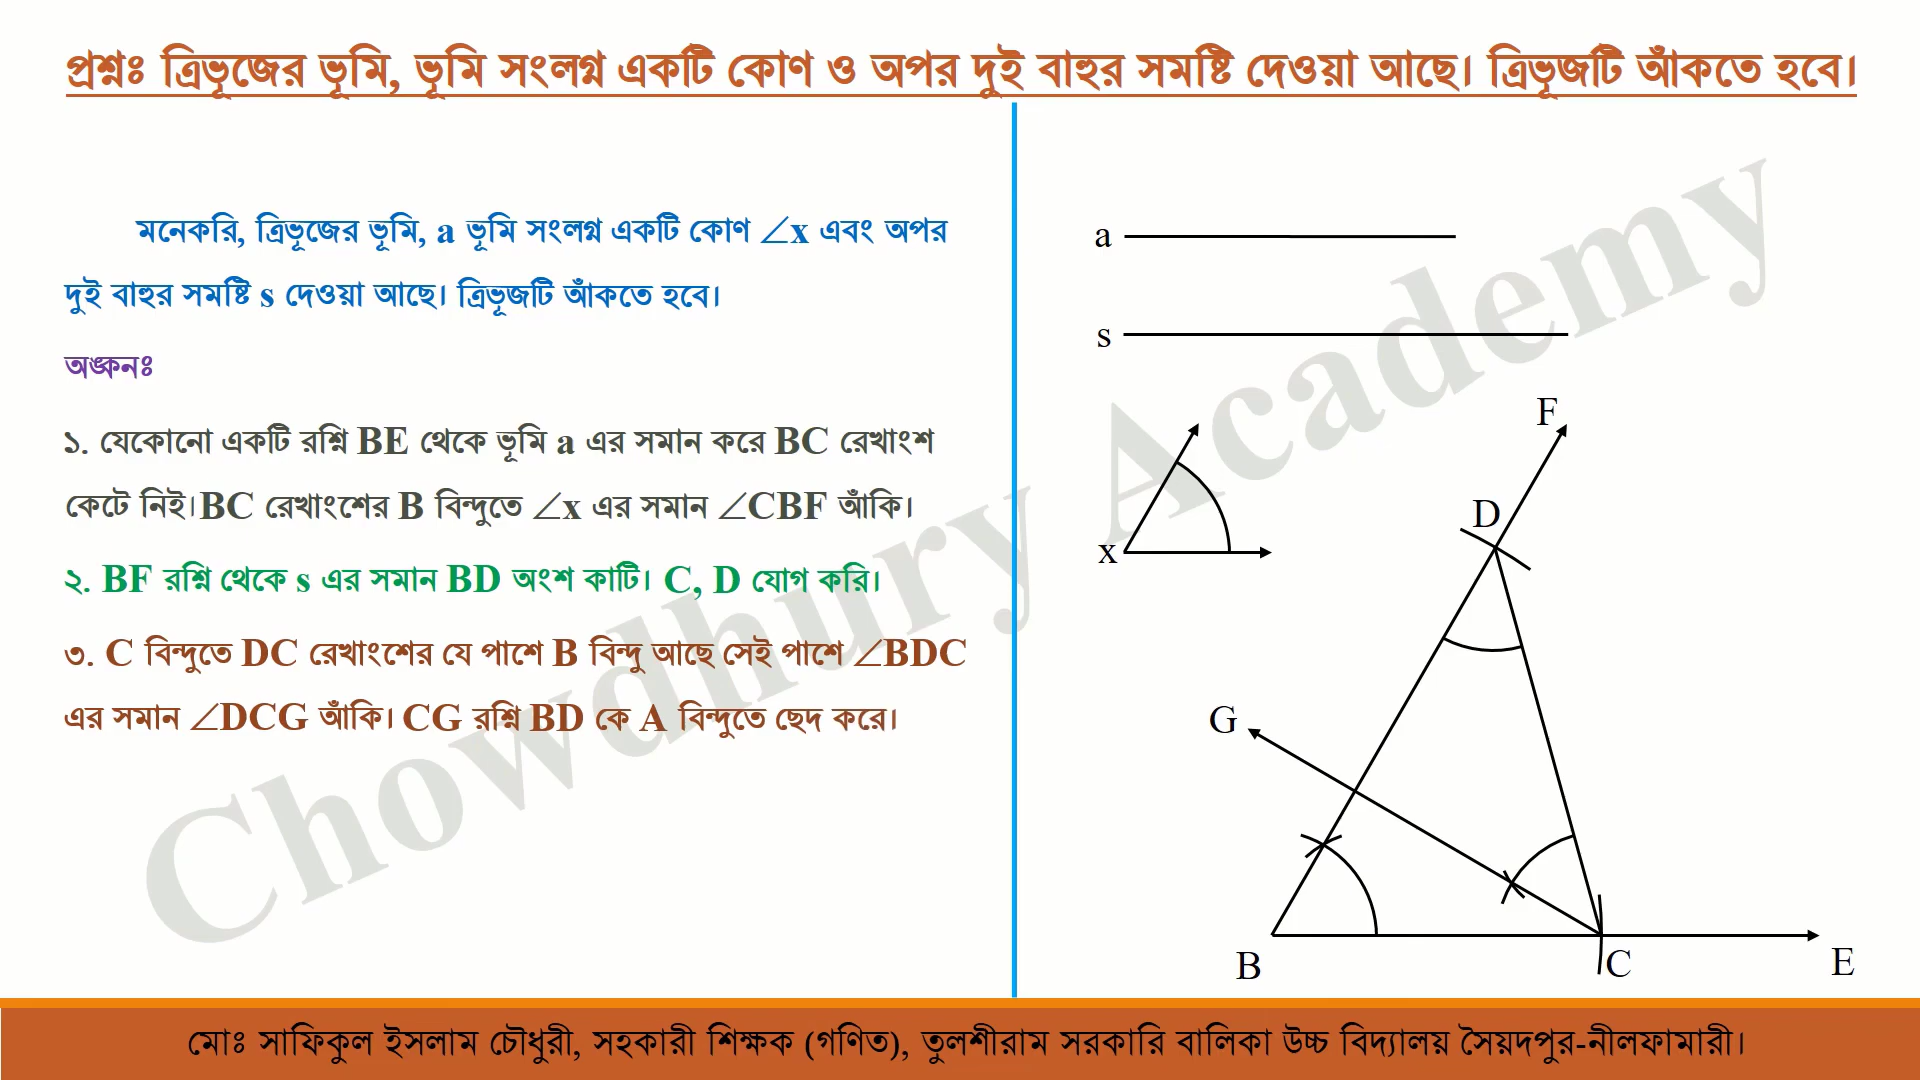 প্রশ্নঃ ত্রিভূজের ভূমি, ভূমি সংলগ্ন একটি কোণ ও অপর দুই বাহুর সমষ্টি দেওয়া আছে। ত্রিভূজটি আঁকতে হবে।
মনেকরি, ত্রিভূজের ভূমি, a ভূমি সংলগ্ন একটি কোণ ∠x এবং অপর
দুই বাহুর সমষ্টি s দেওয়া আছে। ত্রিভূজটি আঁকতে হবে।
অঙ্কনঃ
১. যেকোনো একটি রশ্মি BE থেকে ভূমি a এর সমান করে BC রেখাংশ
কেটে নিই। BC রেখাংশের B বিন্দুতে ∠x এর সমান ∠CBF আঁকি।
২. BF রশ্মি থেকে s এর সমান BD অংশ কাটি। C, D যোগ করি।
৩. C বিন্দুতে DC রেখাংশের যে পাশে B বিন্দু আছে সেই পাশে ∠BDC
এর সমান ∠DCG আঁকি। CG রশ্মি BD কে A বিন্দুতে ছেদ করে।
a
s
F
D
x
G
B
C
E
Chowdhury Academy
মোঃ সাফিকুল ইসলাম চৌধুরী, সহকারী শিক্ষক (গণিত), তুলশীরাম সরকারি বালিকা উচ্চ বিদ্যালয় সৈয়দপুর-নীলফামারী।